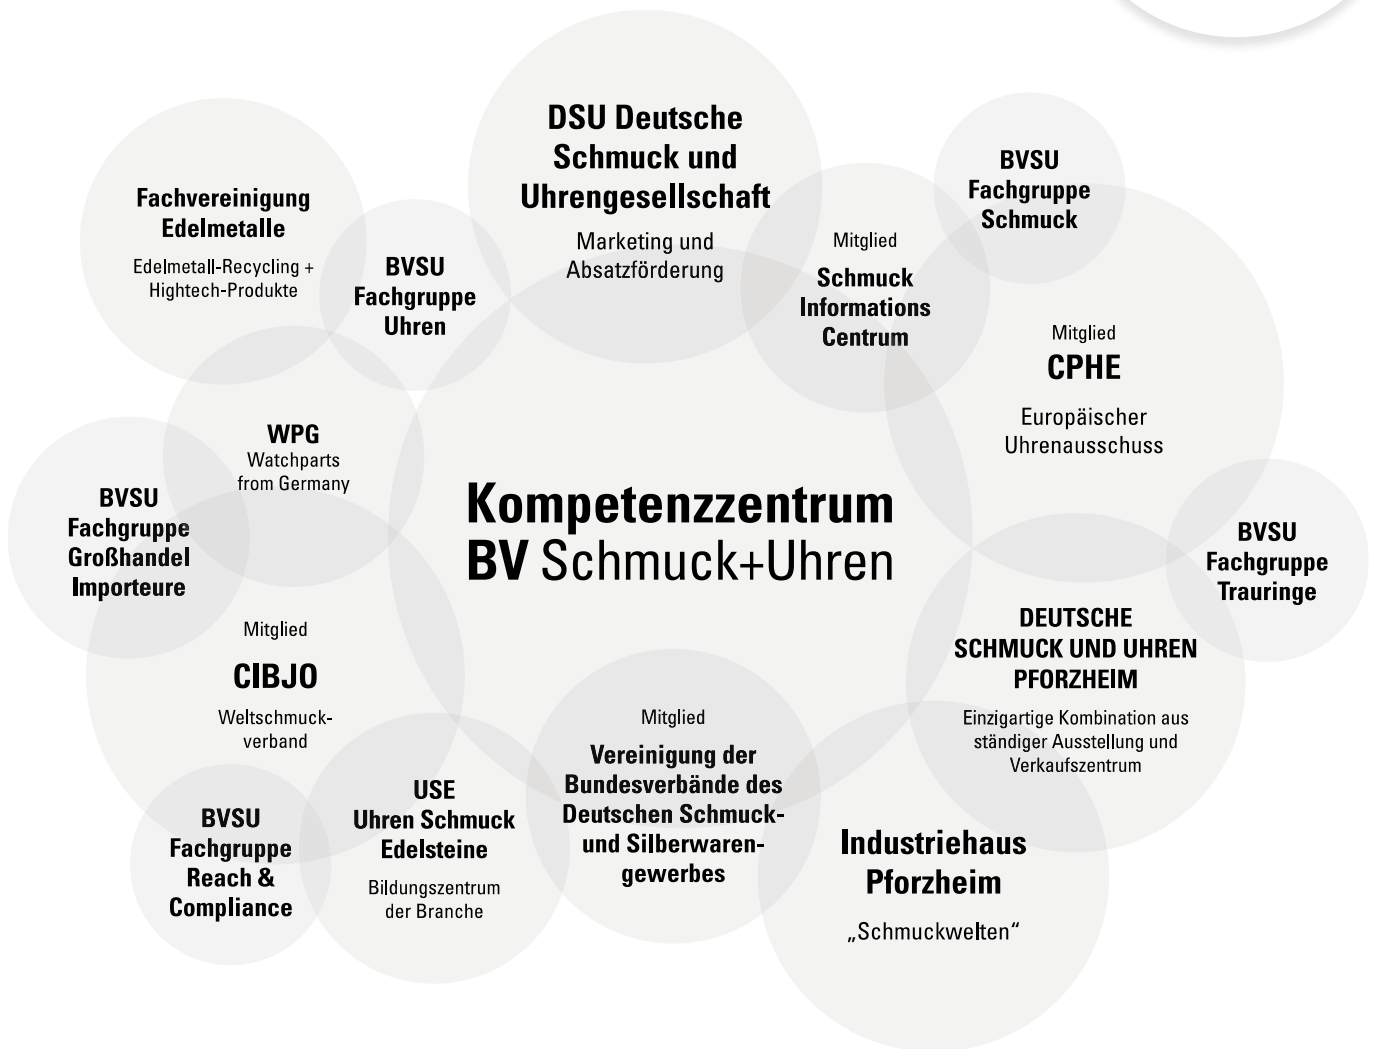 DSU Deutsche
Schmuck und
Uhrengesellschaft
Marketing und
Absatzförderung
BVSU
Fachgruppe
Schmuck
Fachvereinigung
Edelmetalle
Edelmetall-Recycling +
Hightech-Produkte
BVSU
Fachgruppe
Uhren
Mitglied
Schmuck
Informations
Centrum
Mitglied
CPHE
Europäischer
Uhrenausschuss
WPG
Watchparts
from Germany
BVSU
Fachgruppe
Großhandel
Importeure
Kompetenzzentrum
BV Schmuck+Uhren
BVSU
Fachgruppe
Trauringe
Mitglied
CIBJO
Weltschmuck-
verband
DEUTSCHE
SCHMUCK UND UHREN
PFORZHEIM
Einzigartige Kombination aus
ständiger Ausstellung und
Verkaufszentrum
BVSU
Fachgruppe
Reach &
Compliance
USE
Uhren Schmuck
Edelsteine
Bildungszentrum
der Branche
Mitglied
Vereinigung der
Bundesverbände des
Deutschen Schmuck-
und Silberwaren-
gewerbes
Industriehaus
Pforzheim
„Schmuckwelten“